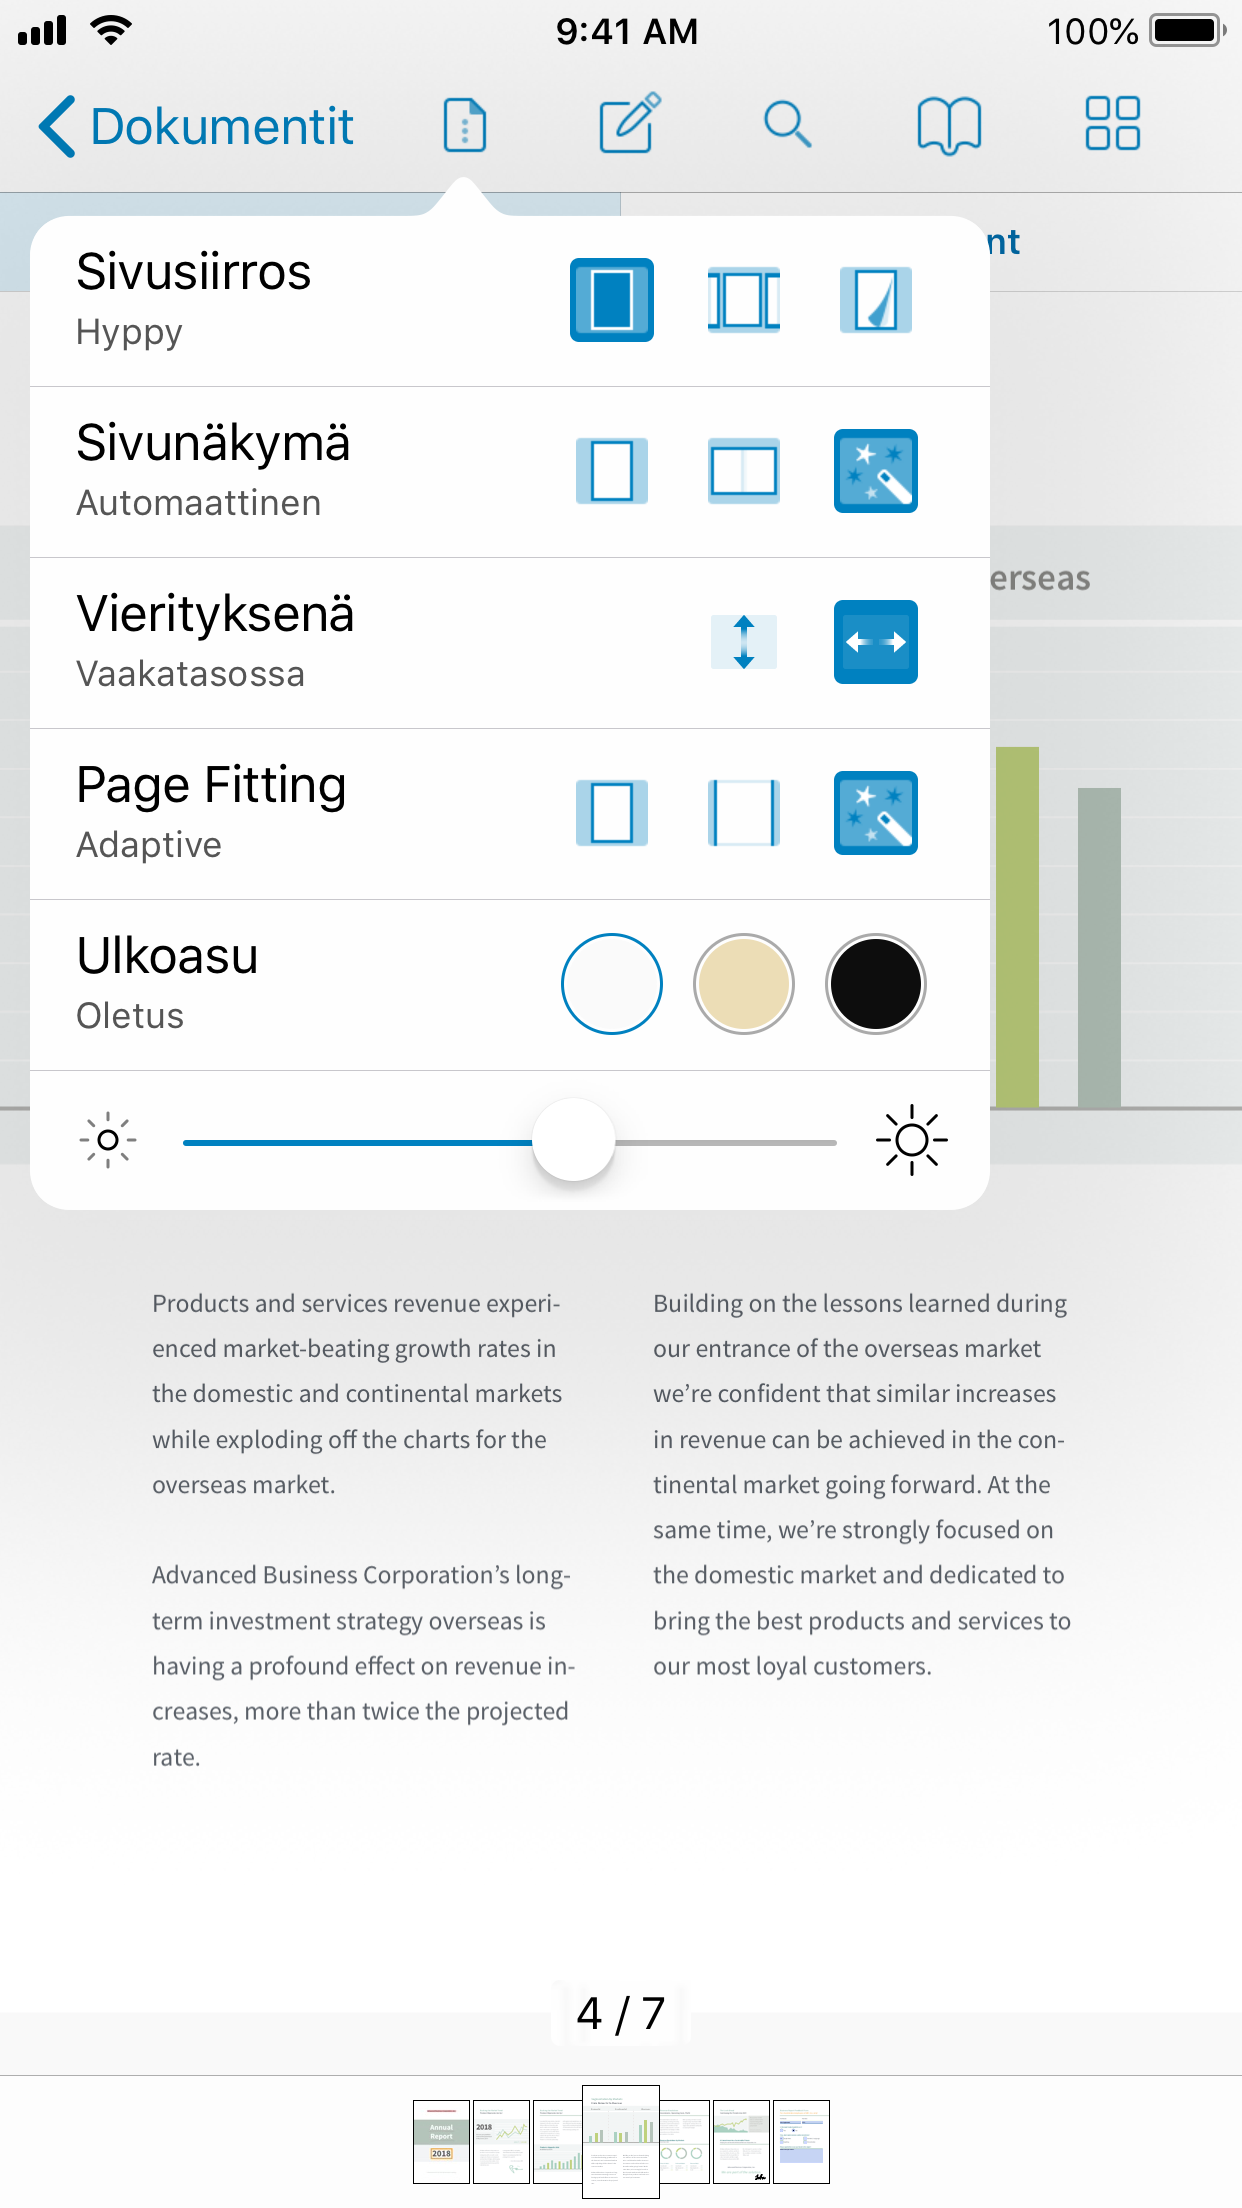 9:41 AM
100%
Dokumentit
nt
Sivusiirros
Hyppy
Sivunäkymä
Automaattinen
erseas
Vierityksenä
Vaakatasossa
Page Fitting
Adaptive
Ulkoasu
Oletus
Products and services revenue experi-
enced market-beating growth rates in
the domestic and continental markets
while exploding off the charts for the
overseas market.
Advanced Business Corporation’s long-
term investment strategy overseas is
having a profound effect on revenue in-
creases, more than twice the projected
rate.
Building on the lessons learned during
our entrance of the overseas market
we’re confident that similar increases
in revenue can be achieved in the con-
tinental market going forward. At the
same time, we’re strongly focused on
the domestic market and dedicated to
bring the best products and services to
our most loyal customers.
4 / 7
Annual
Report
2018
2018